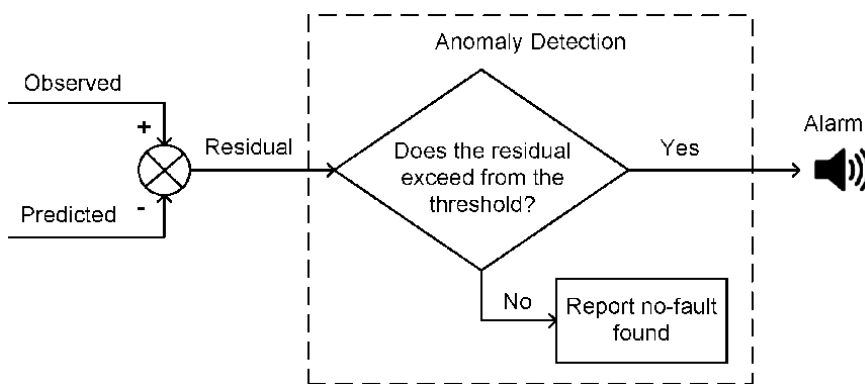 Anomaly Detection
Observed
+
Residual
Does the residual
exceed from the
threshold?
Yes
Alarm
-
Predicted
No
Report no-fault
found